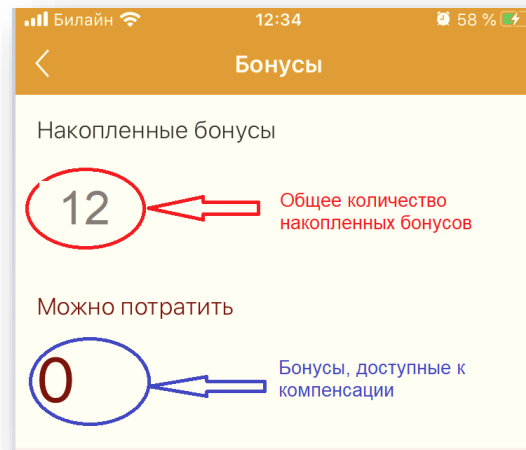 Билайн 12:34 58 %
Бонусы
Накопленные бонусы
12
Общее количество
накопленных бонусов
Можно потратить
0
Бонусы, доступные к
компенсации